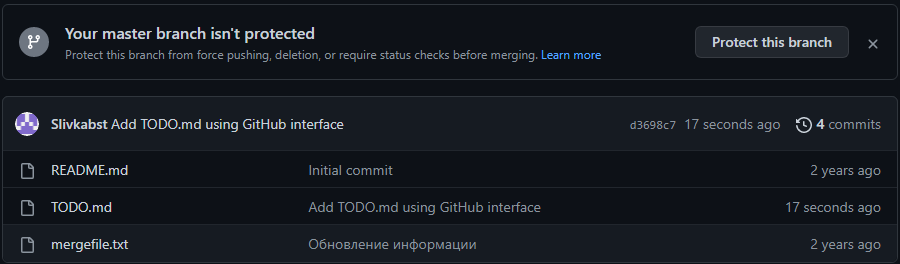 Your master branch isn't protected
Protect this branch from force pushing, deletion, or require status checks before merging. Learn more
Protect this branch
Slivkabst Add TODO.md using GitHub interface d3698c7 17 seconds ago 4 commits
README.md Initial commit 2 years ago
TODO.md Add TODO.md using GitHub interface 17 seconds ago
mergefile.txt Обновление информации 2 years ago